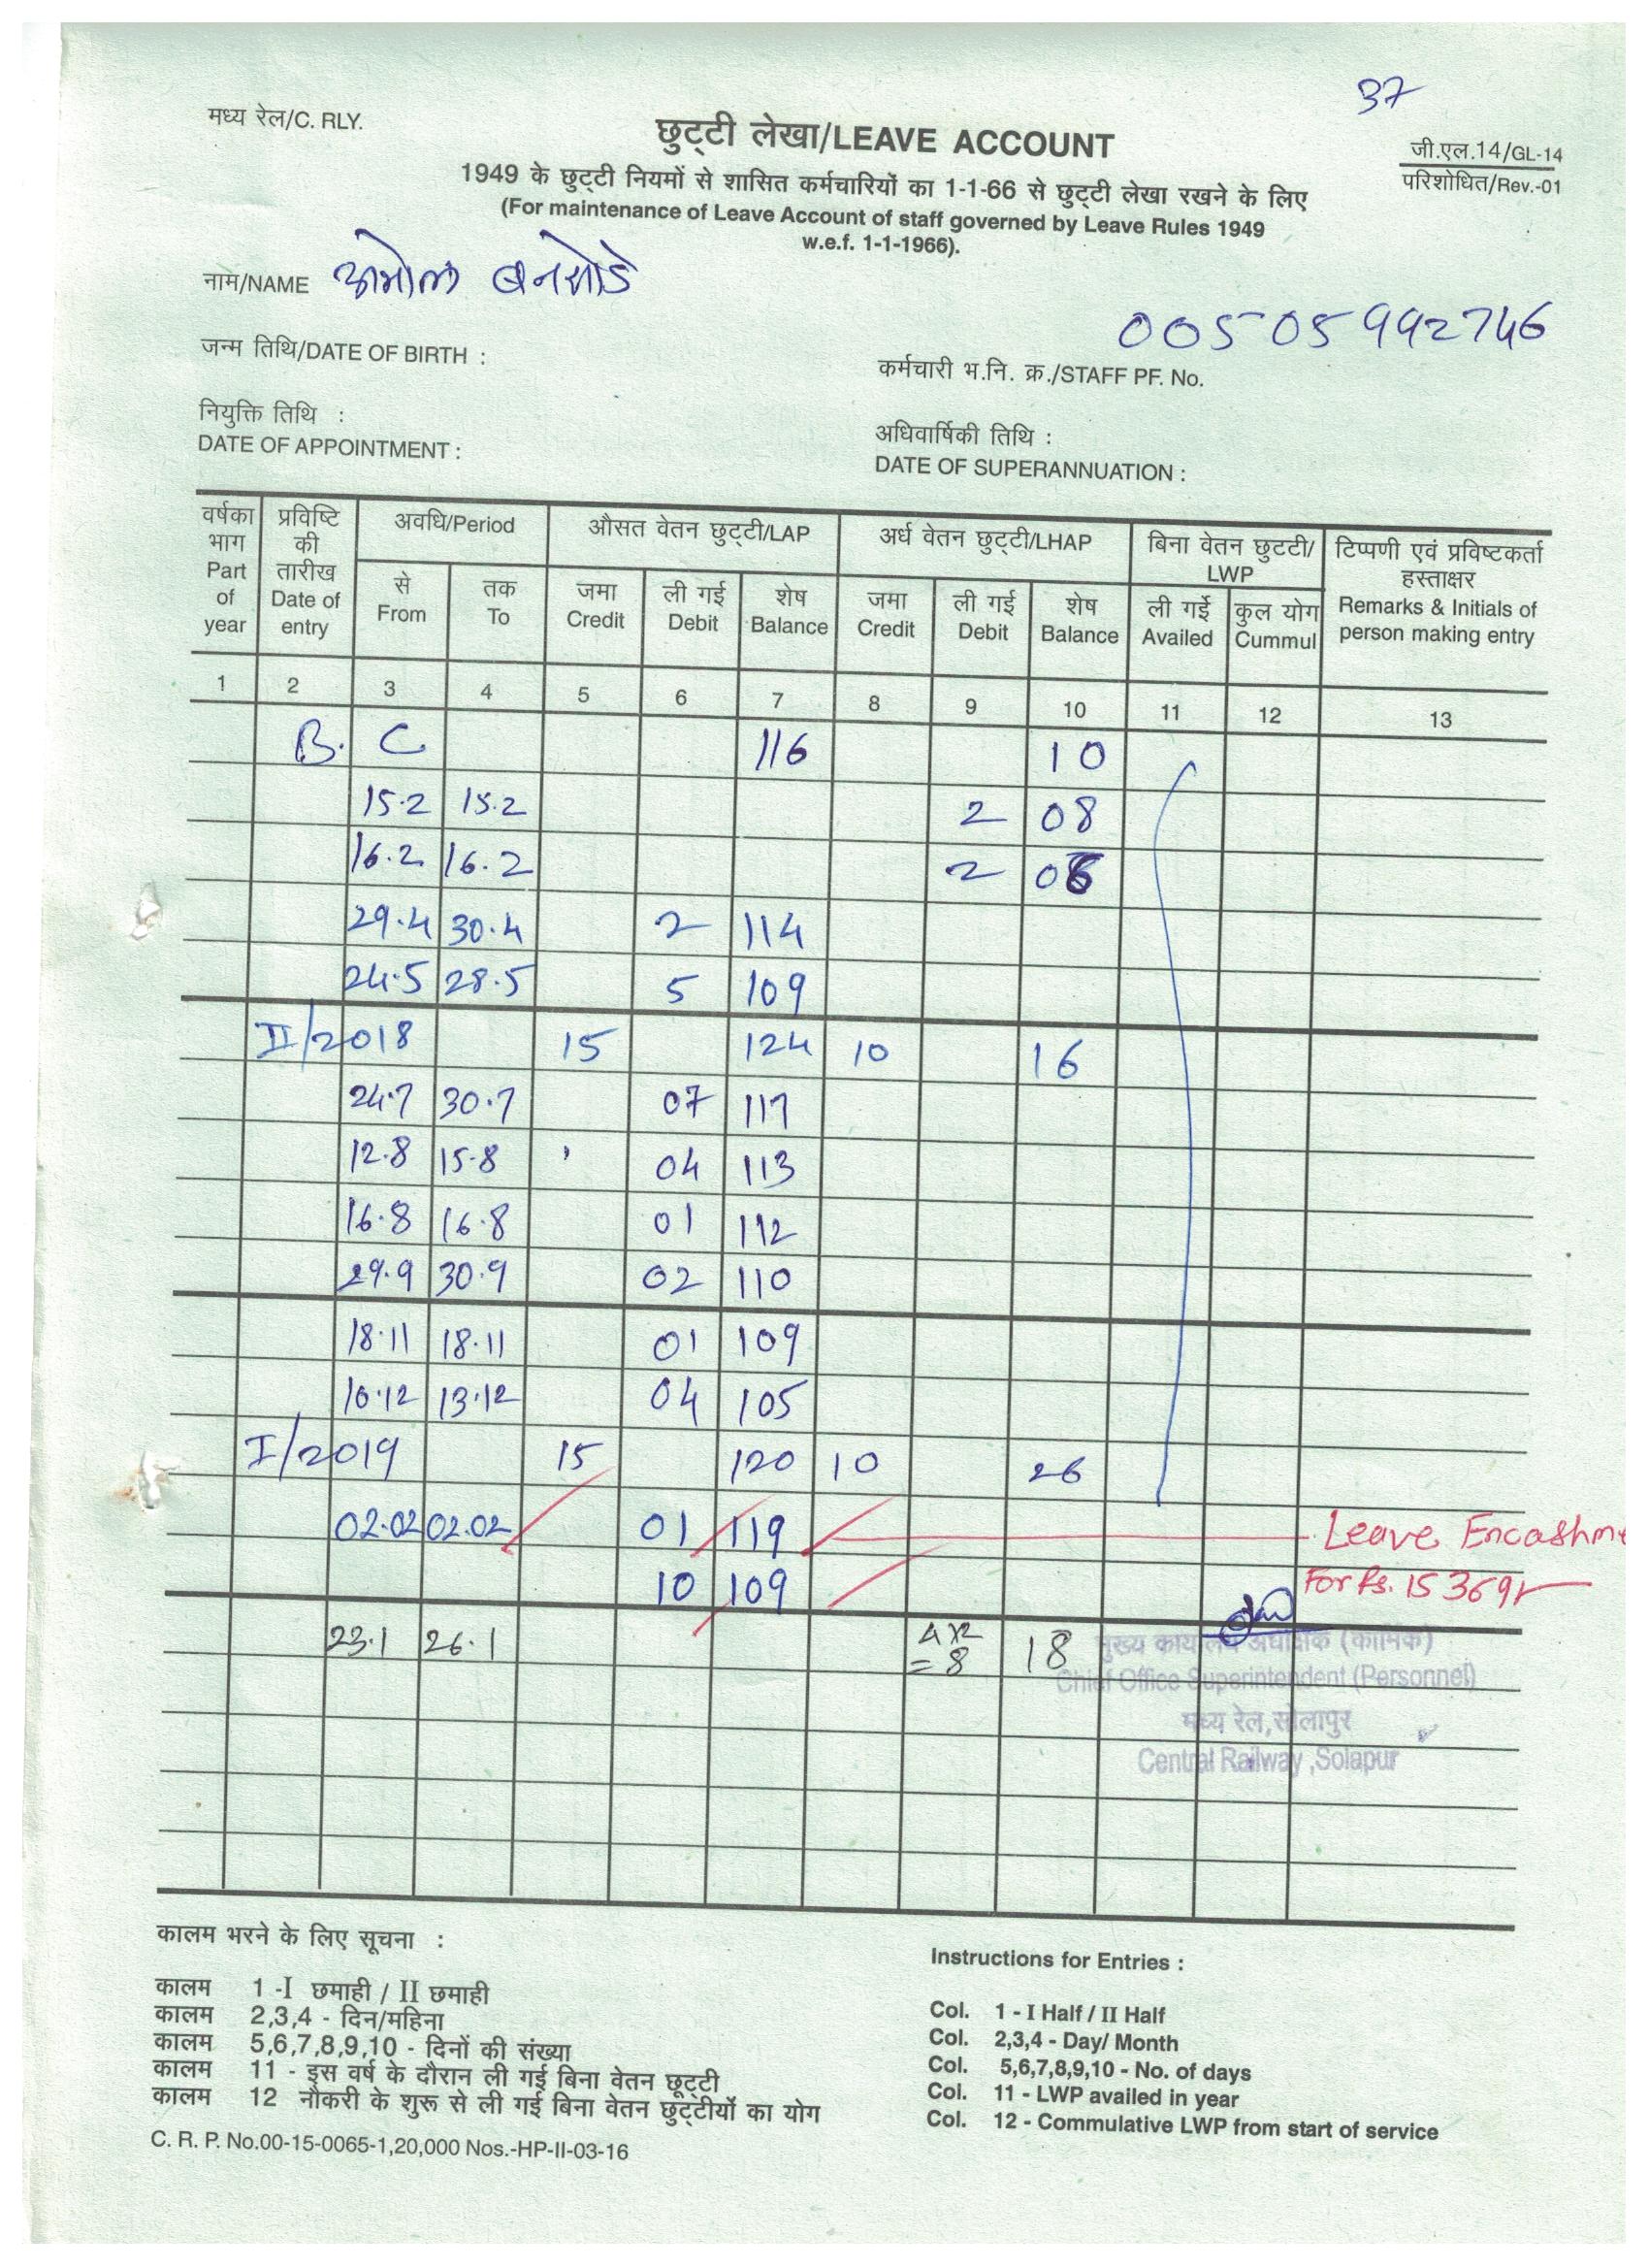 37
मध्य रेल/C. RLY.
छुट्टी लेखा/LEAVE ACCOUNT
जी.एल.14/GL-14
परिशोधित/Rev.-01
1949 के छुट्टी नियमों से शासित कर्मचारियों का 1-1-66 से छुट्टी लेखा रखने के लिए
(For maintenance of Leave Account of staff governed by Leave Rules 1949
w.e.f. 1-1-1966).
नाम/NAME अमोल बनसोडे
00505992746
जन्म तिथि/DATE OF BIRTH :
कर्मचारी भ.नि. क्र./STAFF PF. No.
नियुक्ति तिथि :
DATE OF APPOINTMENT :
अधिवार्षिकी तिथि :
DATE OF SUPERANNUATION :
वर्षका भाग Part of year
प्रविष्टि की तारीख Date of entry
अवधि/Period
औसत वेतन छुट्टी/LAP
अर्ध वेतन छुट्टी/LHAP
बिना वेतन छुटटी/LWP
टिप्पणी एवं प्रविष्टकर्ता हस्ताक्षर Remarks & Initials of person making entry
से From तक To जमा Credit ली गई Debit शेष Balance जमा Credit ली गई Debit शेष Balance ली गईे Availed कुल योग Cummul
1 2 3 4 5 6 7 8 9 10 11 12 13
B. C 116 10
15.2 15.2 2 08
16.2 16.2 2 06
29.4 30.4 2 114
24.5 28.5 5 109
II/2018 15 124 10 16
24.7 30.7 07 117
12.8 15.8 04 113
16.8 16.8 01 112
29.9 30.9 02 110
18.11 18.11 01 109
10.12 13.12 04 105
I/2019 15 120 10 26
02.02 02.02 01 119 Leave Encashm
10 109 For Rs. 15369/-
23.1 26.1 4x2 =8 18
मुख्य कार्यालय अधीक्षक (कार्मिक)
Chief Office Superintendent (Personnel)
मध्य रेल,सोलापुर
Central Railway ,Solapur
कालम भरने के लिए सूचना :
कालम 1 -I छमाही / II छमाही
कालम 2,3,4 - दिन/महिना
कालम 5,6,7,8,9,10 - दिनों की संख्या
कालम 11 - इस वर्ष के दौरान ली गई बिना वेतन छूट्टी
कालम 12 नौकरी के शुरू से ली गई बिना वेतन छुट्टीयों का योग
C. R. P. No.00-15-0065-1,20,000 Nos.-HP-II-03-16
Instructions for Entries :
Col. 1 - I Half / II Half
Col. 2,3,4 - Day/ Month
Col. 5,6,7,8,9,10 - No. of days
Col. 11 - LWP availed in year
Col. 12 - Commulative LWP from start of service